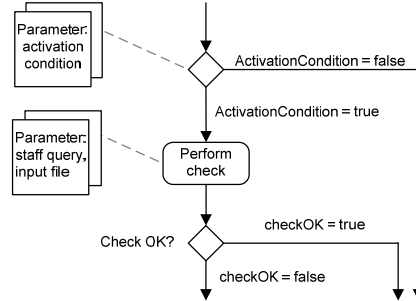 Parameter:
activation
condition
ActivationCondition = false
ActivationCondition = true
Parameter:
staff query,
input file
Perform
check
checkOK = true
Check OK?
checkOK = false